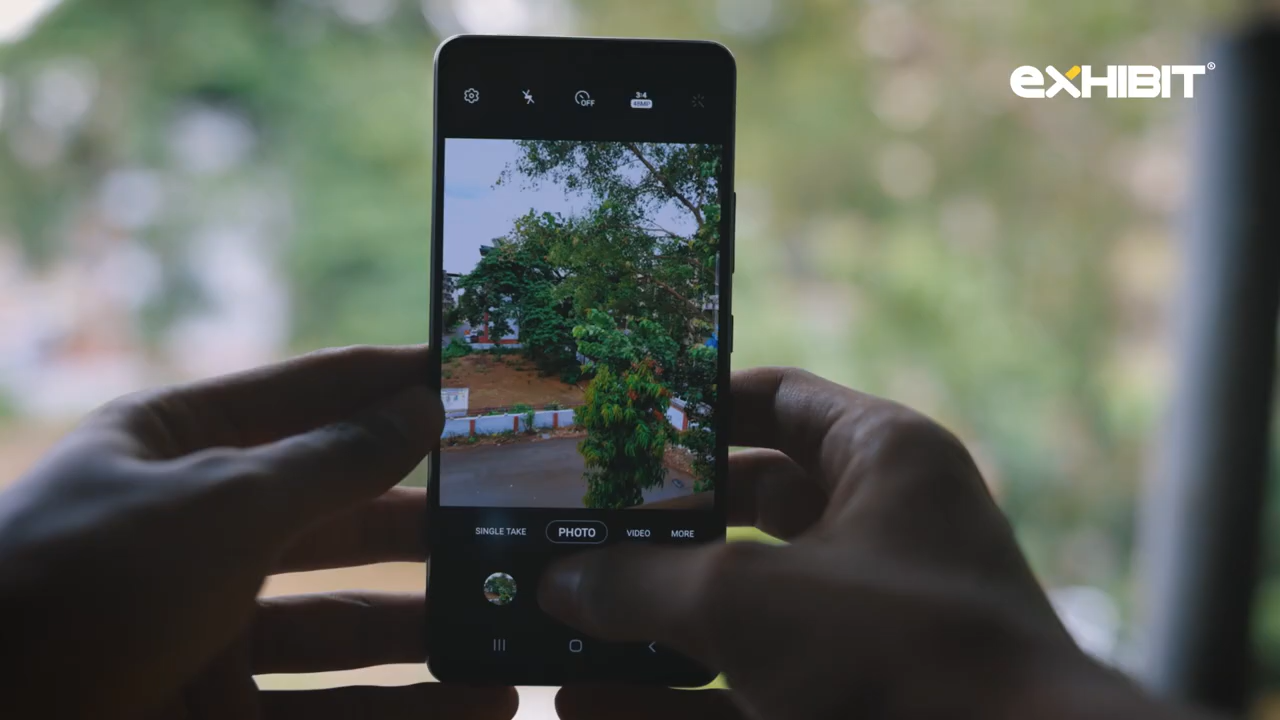 eXHIBIT®
OFF
3:4
48MP
SINGLE TAKE PHOTO VIDEO MORE